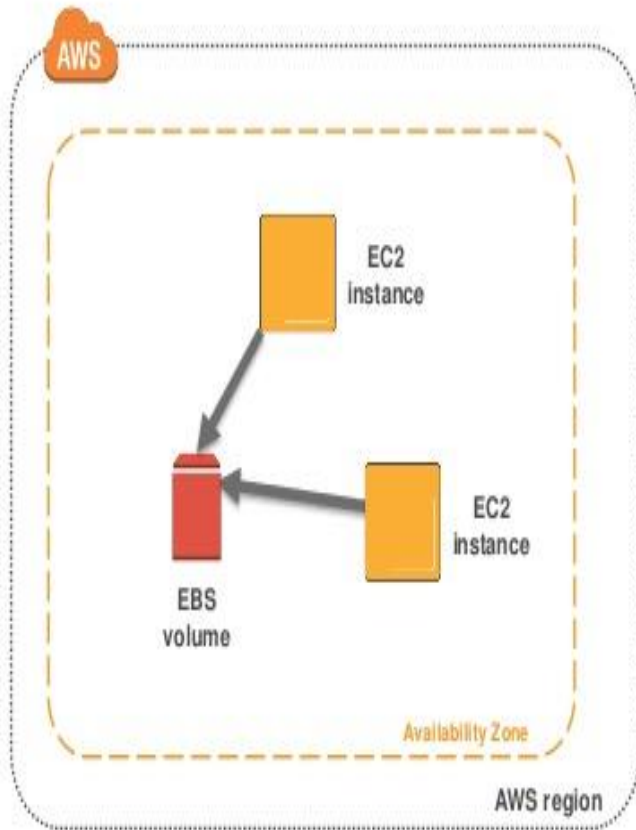 AWS
EC2
instance
EC2
instance
EBS
volume
Availability Zone
AWS region